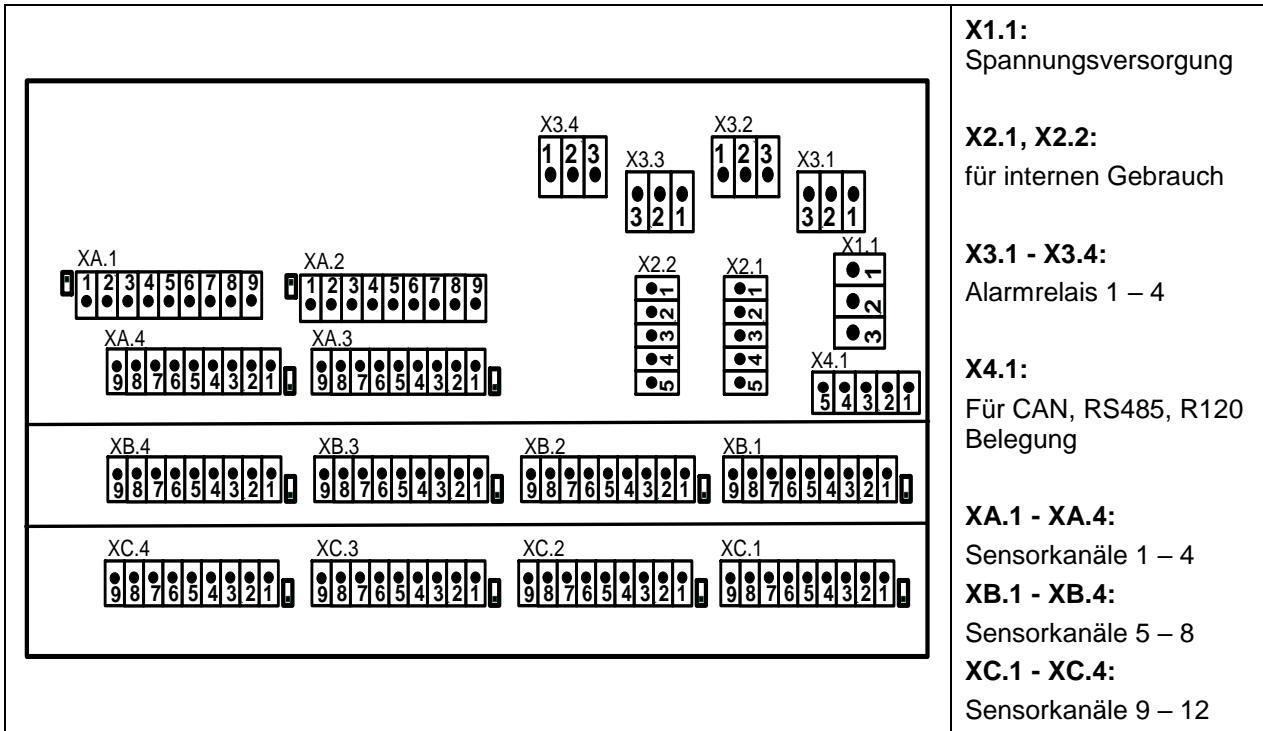 X3.4
X3.2
1 2 3
X3.3
1 2 3
X3.1
3 2 1
3 2 1
XA.1
XA.2
X2.2
X2.1
X1.1
1 2 3 4 5 6 7 8 9
1 2 3 4 5 6 7 8 9
1
2
3
4
5
1
2
3
4
5
1
2
3
XA.4
XA.3
X4.1
9 8 7 6 5 4 3 2 1
9 8 7 6 5 4 3 2 1
5 4 3 2 1
XB.4
XB.3
XB.2
XB.1
9 8 7 6 5 4 3 2 1
9 8 7 6 5 4 3 2 1
9 8 7 6 5 4 3 2 1
9 8 7 6 5 4 3 2 1
XC.4
XC.3
XC.2
XC.1
9 8 7 6 5 4 3 2 1
9 8 7 6 5 4 3 2 1
9 8 7 6 5 4 3 2 1
9 8 7 6 5 4 3 2 1
X1.1:
Spannungsversorgung
X2.1, X2.2:
für internen Gebrauch
X3.1 - X3.4:
Alarmrelais 1 – 4
X4.1:
Für CAN, RS485, R120
Belegung
XA.1 - XA.4:
Sensorkanäle 1 – 4
XB.1 - XB.4:
Sensorkanäle 5 – 8
XC.1 - XC.4:
Sensorkanäle 9 – 12